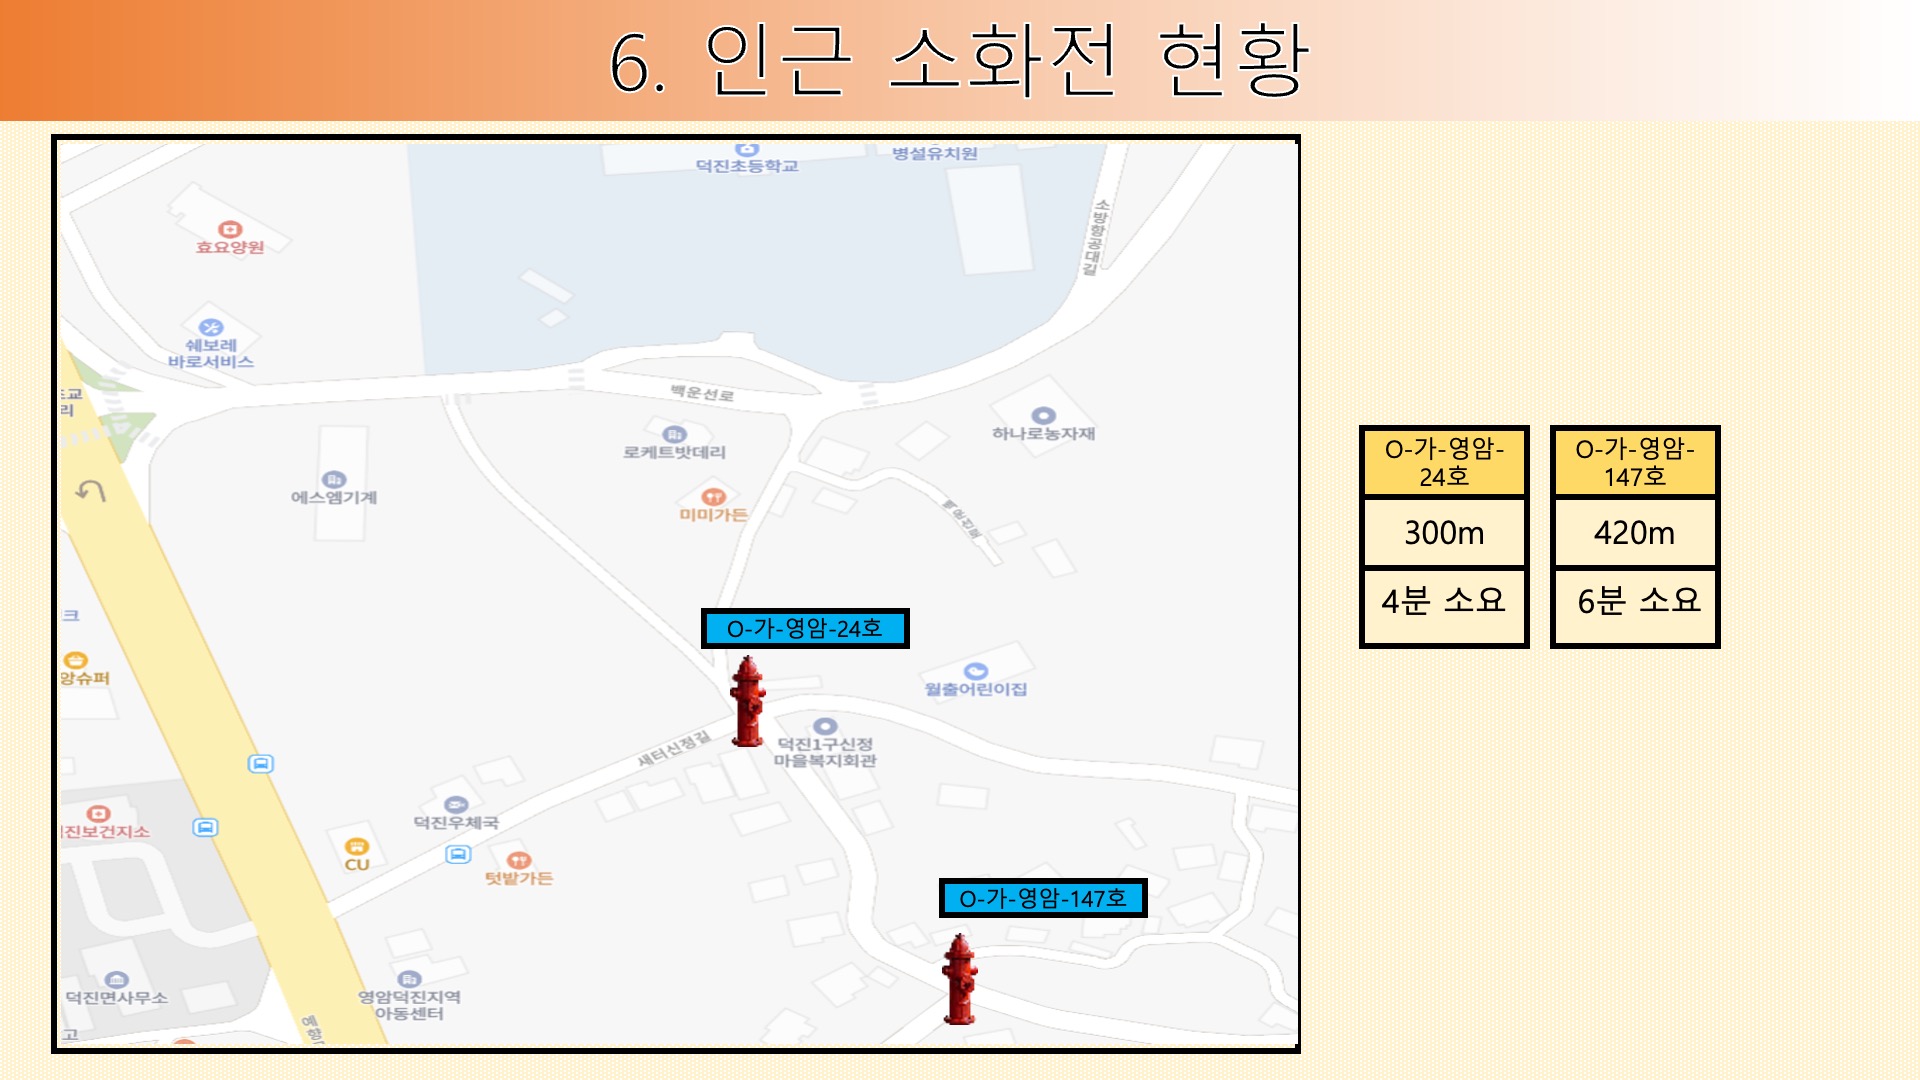 6. 인근 소화전 현황
덕진초등학교
병설유치원
소방항공대길
효요양원
쉐보레
바로서비스
백운선로
하나로농자재
로케트밧데리
에스엠기계
미미가든
백운선로
O-가-영암-24호
월출어린이집
앙슈퍼
크
새터신정길
덕진1구신정
마을복지회관
덕진우체국
진보건지소
CU
텃밭가든
O-가-영암-147호
덕진면사무소
영암덕진지역
아동센터
고
O-가-영암-
24호
300m
4분 소요
O-가-영암-
147호
420m
6분 소요